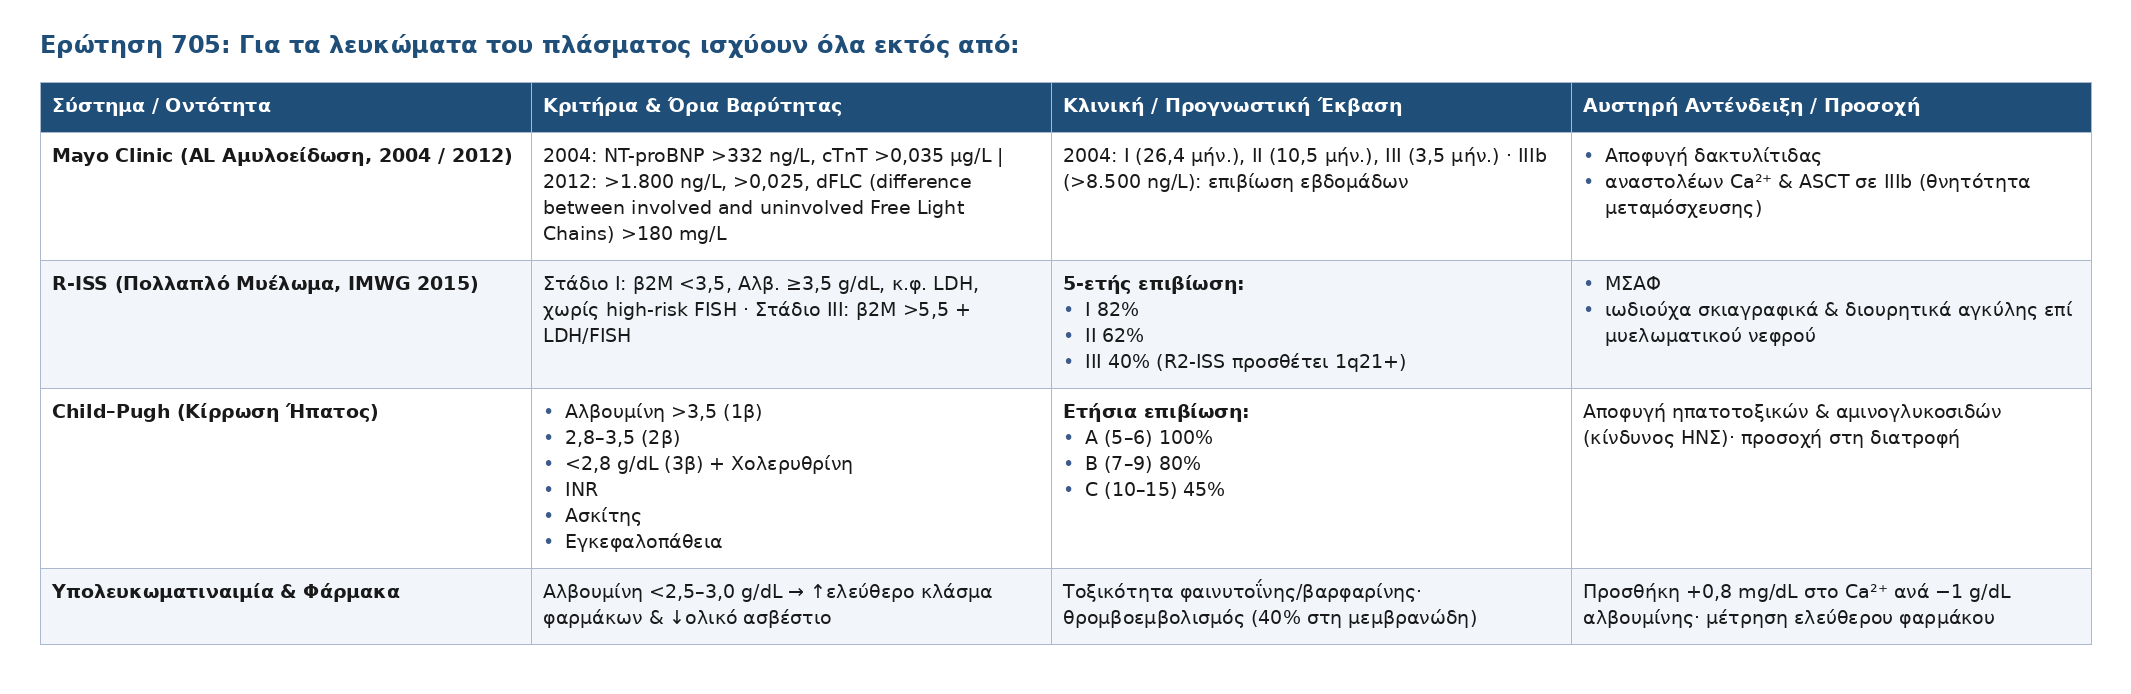 Ερώτηση 705: Για τα λευκώματα του πλάσματος ισχύουν όλα εκτός από:
Σύστημα / Οντότητα
Κριτήρια & Όρια Βαρύτητας
Κλινική / Προγνωστική Έκβαση
Αυστηρή Αντένδειξη / Προσοχή
Mayo Clinic (AL Αμυλοείδωση, 2004 / 2012)
2004: NT-proBNP >332 ng/L, cTnT >0,035 μg/L |
2012: >1.800 ng/L, >0,025, dFLC (difference
between involved and uninvolved Free Light
Chains) >180 mg/L
2004: I (26,4 μήν.), II (10,5 μήν.), III (3,5 μήν.) · IIIb
(>8.500 ng/L): επιβίωση εβδομάδων
• Αποφυγή δακτυλίτιδας
• αναστολέων Ca²⁺ & ASCT σε IIIb (θνητότητα
μεταμόσχευσης)
R-ISS (Πολλαπλό Μυέλωμα, IMWG 2015)
Στάδιο I: β2M <3,5, Αλβ. ≥3,5 g/dL, κ.φ. LDH,
χωρίς high-risk FISH · Στάδιο III: β2M >5,5 +
LDH/FISH
5-ετής επιβίωση:
• I 82%
• II 62%
• III 40% (R2-ISS προσθέτει 1q21+)
• ΜΣΑΦ
• ιωδιούχα σκιαγραφικά & διουρητικά αγκύλης επί
μυελωματικού νεφρού
Child–Pugh (Κίρρωση Ήπατος)
• Αλβουμίνη >3,5 (1β)
• 2,8–3,5 (2β)
• <2,8 g/dL (3β) + Χολερυθρίνη
• INR
• Ασκίτης
• Εγκεφαλοπάθεια
Ετήσια επιβίωση:
• A (5–6) 100%
• B (7–9) 80%
• C (10–15) 45%
Αποφυγή ηπατοτοξικών & αμινογλυκοσιδών
(κίνδυνος ΗΝΣ)· προσοχή στη διατροφή
Υπολευκωματιναιμία & Φάρμακα
Αλβουμίνη <2,5–3,0 g/dL → ↑ελεύθερο κλάσμα
φαρμάκων & ↓ολικό ασβέστιο
Τοξικότητα φαινυτοΐνης/βαρφαρίνης·
θρομβοεμβολισμός (40% στη μεμβρανώδη)
Προσθήκη +0,8 mg/dL στο Ca²⁺ ανά −1 g/dL
αλβουμίνης· μέτρηση ελεύθερου φαρμάκου